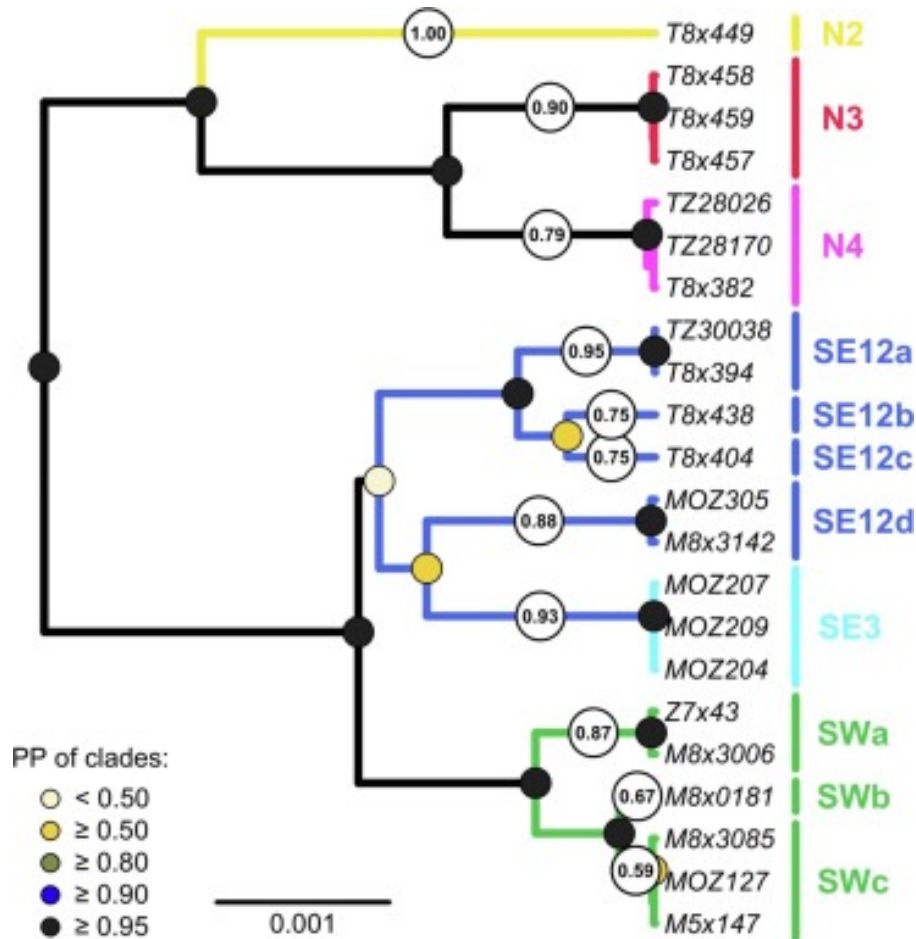 1.00
T8x449
N2
T8x458
0.90
T8x459
N3
T8x457
TZ28026
0.79
TZ28170
N4
T8x382
TZ30038
0.95
SE12a
T8x394
0.75
T8x438
SE12b
0.75
T8x404
SE12c
MOZ305
0.88
SE12d
M8x3142
MOZ207
0.93
MOZ209
SE3
MOZ204
Z7x43
0.87
SWa
M8x3006
0.67
M8x0181
SWb
M8x3085
0.59
MOZ127
SWc
M5x147
PP of clades:
< 0.50
≥ 0.50
≥ 0.80
≥ 0.90
≥ 0.95
0.001